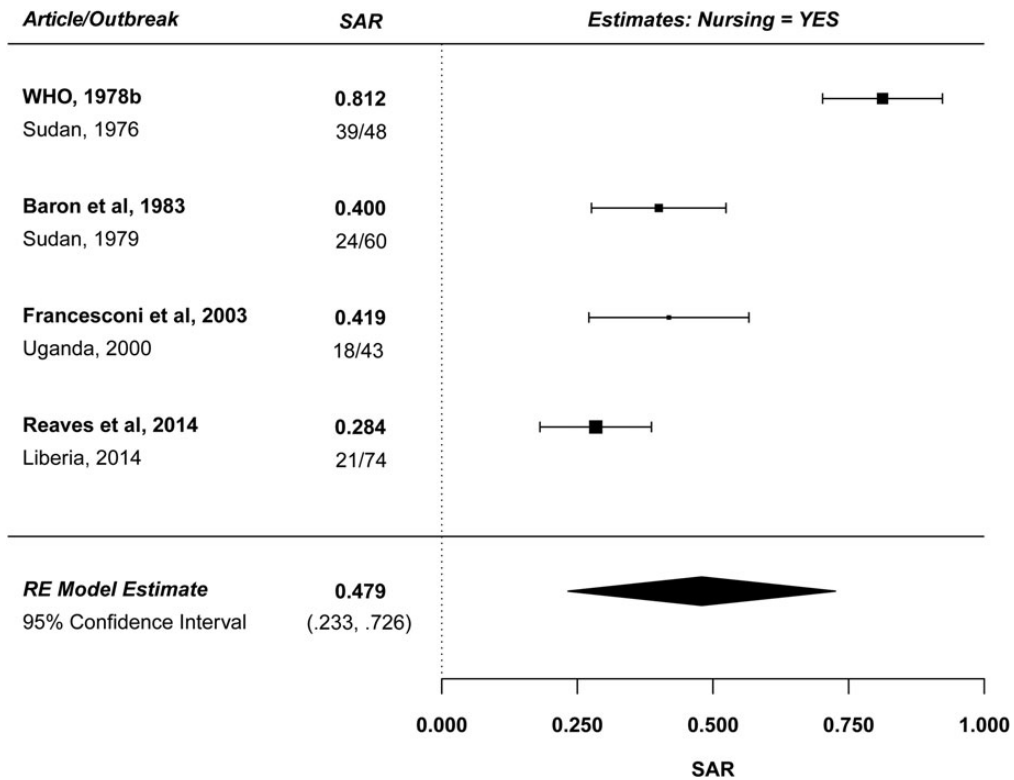 Article/Outbreak SAR Estimates: Nursing = YES
WHO, 1978b 0.812
Sudan, 1976 39/48
Baron et al, 1983 0.400
Sudan, 1979 24/60
Francesconi et al, 2003 0.419
Uganda, 2000 18/43
Reaves et al, 2014 0.284
Liberia, 2014 21/74
RE Model Estimate 0.479
95% Confidence Interval (.233, .726)
0.000 0.250 0.500 0.750 1.000
SAR